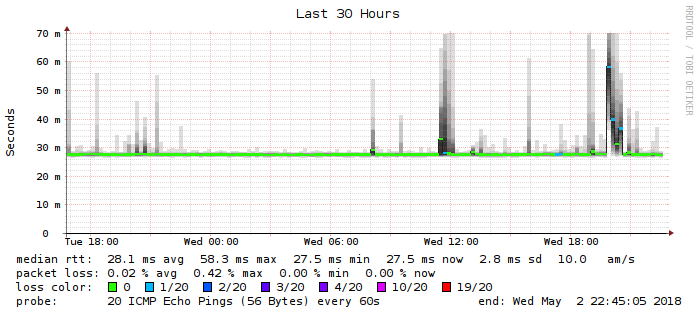 Last 30 Hours
RRDTOOL / TOBI OETIKER
Seconds
70 m
60 m
50 m
40 m
30 m
20 m
10 m
0
Tue 18:00 Wed 00:00 Wed 06:00 Wed 12:00 Wed 18:00
median rtt: 28.1 ms avg 58.3 ms max 27.5 ms min 27.5 ms now 2.8 ms sd 10.0 am/s
packet loss: 0.02 % avg 0.42 % max 0.00 % min 0.00 % now
loss color: 0 1/20 2/20 3/20 4/20 10/20 19/20
probe: 20 ICMP Echo Pings (56 Bytes) every 60s end: Wed May 2 22:45:05 2018